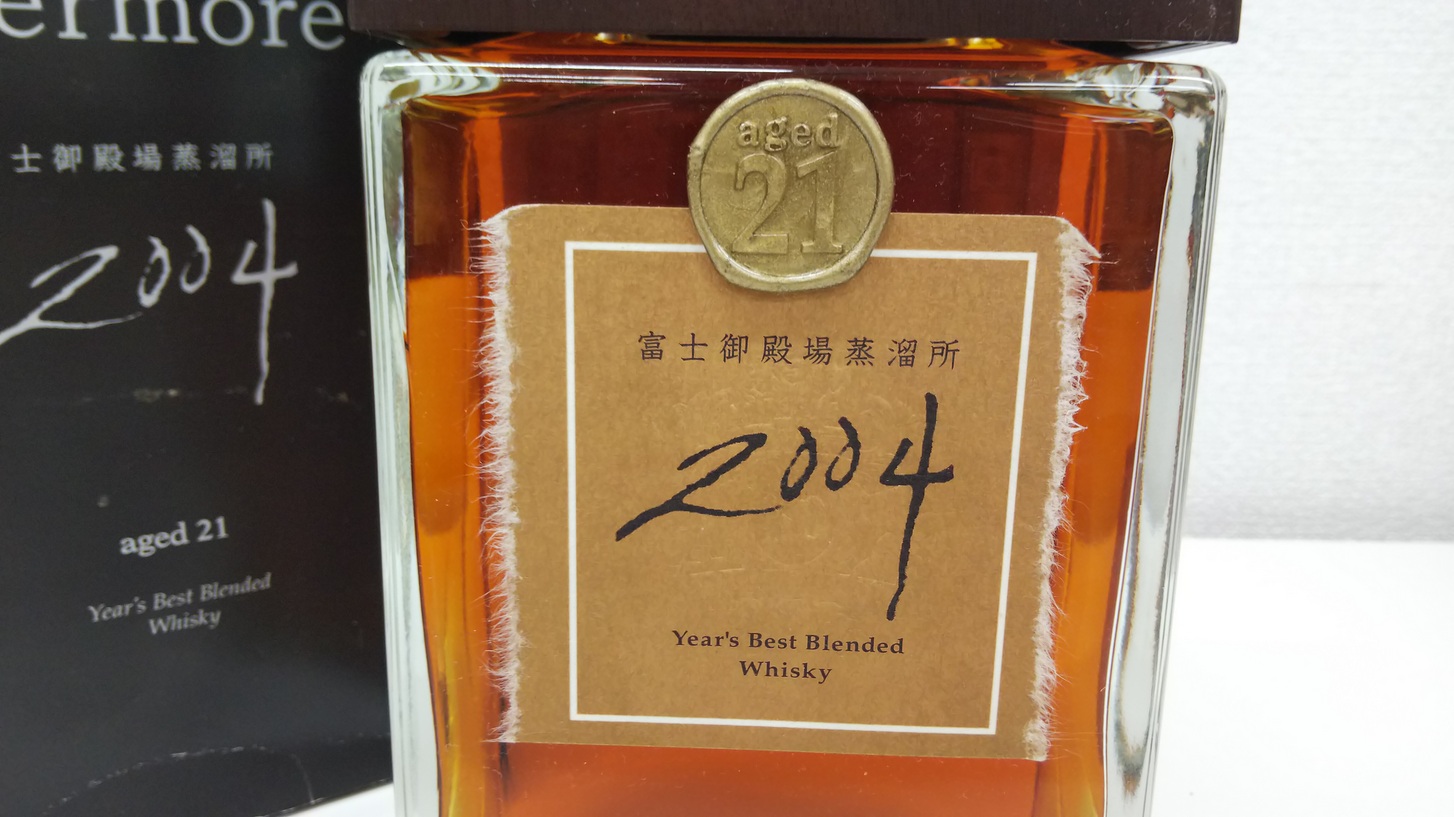 ermore
士御殿場蒸溜所
2004
aged 21
Year's Best Blended
Whisky
aged
21
富士御殿場蒸溜所
2004
Year's Best Blended
Whisky